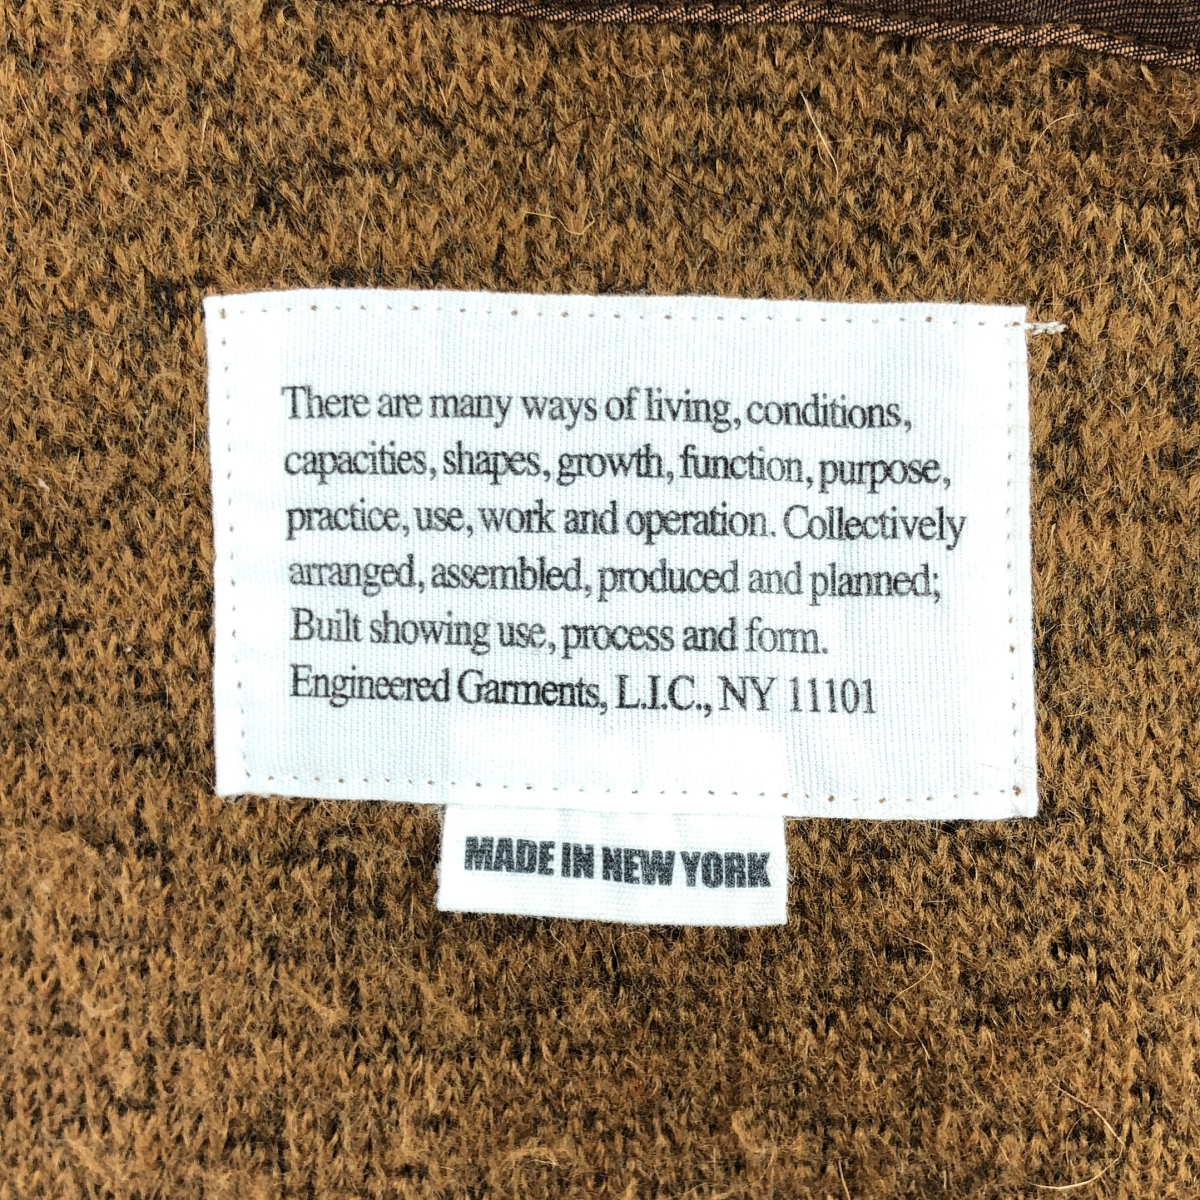 There are many ways of living, conditions,
capacities, shapes, growth, function, purpose,
practice, use, work and operation. Collectively
arranged, assembled, produced and planned;
Built showing use, process and form.
Engineered Garments, L.I.C., NY 11101
MADE IN NEW YORK